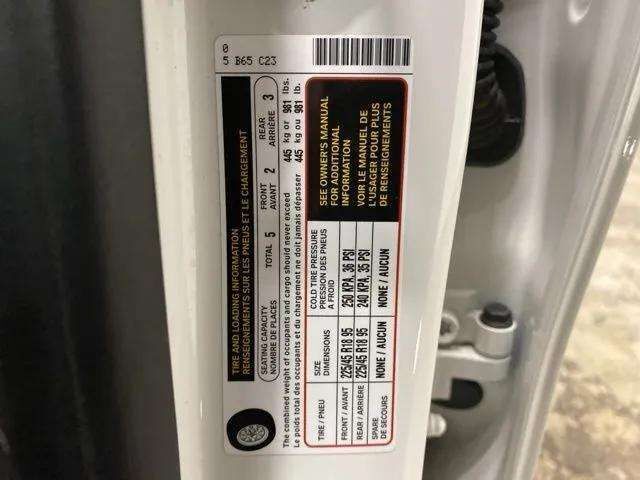 0
5 B65 C23
TIRE AND LOADING INFORMATION
RENSEIGNEMENTS SUR LES PNEUS ET LE CHARGEMENT
SEATING CAPACITY
NOMBRE DE PLACES
TOTAL 5
FRONT
AVANT 2
REAR
ARRIÈRE 3
The combined weight of occupants and cargo should never exceed 445 kg or 981 lbs.
Le poids total des occupants et du chargement ne doit jamais dépasser 445 kg ou 981 lb.
TIRE / PNEU
SIZE
DIMENSIONS
COLD TIRE PRESSURE
PRESSION DES PNEUS
A FROID
FRONT / AVANT 225/45 R18 95 250 KPA, 36 PSI
REAR / ARRIÈRE 225/45 R18 95 240 KPA, 35 PSI
SPARE
DE SECOURS
NONE / AUCUN NONE / AUCUN
SEE OWNER'S MANUAL
FOR ADDITIONAL
INFORMATION
VOIR LE MANUEL DE
L'USAGER POUR PLUS
DE RENSEIGNEMENTS